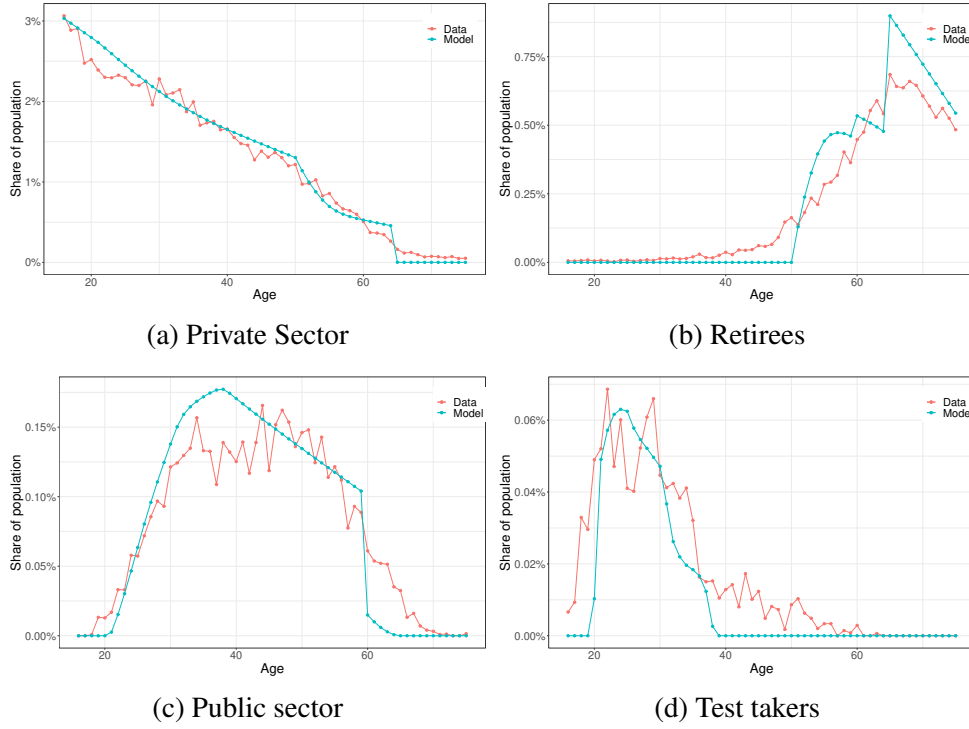 3%
2%
1%
0%
Share of population
20
40
60
Age
Data
Model
(a) Private Sector
0.75%
0.50%
0.25%
0.00%
Share of population
20
40
60
Age
Data
Model
(b) Retirees
0.15%
0.10%
0.05%
0.00%
Share of population
20
40
60
Age
Data
Model
(c) Public sector
0.06%
0.04%
0.02%
0.00%
Share of population
20
40
60
Age
Data
Model
(d) Test takers